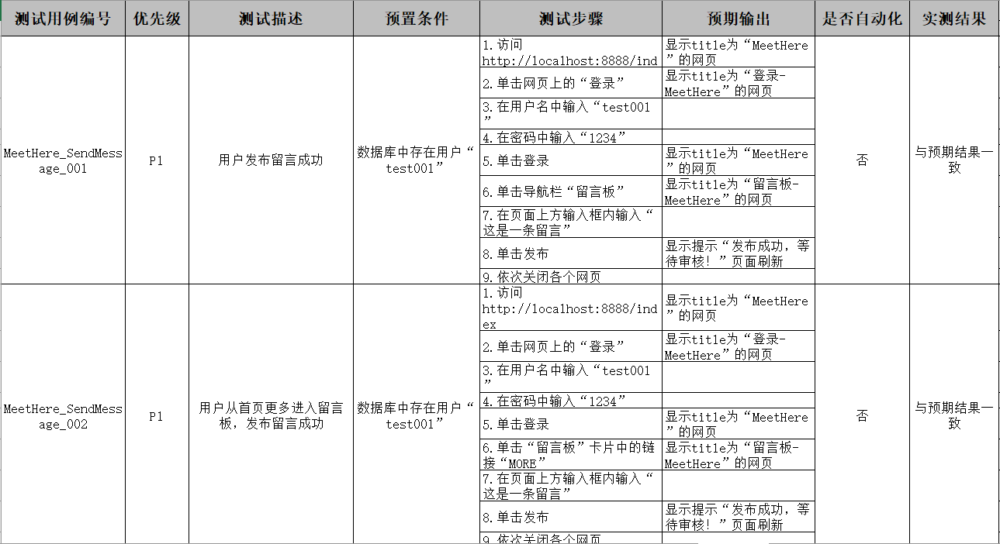 测试用例编号 优先级 测试描述 预置条件 测试步骤 预期输出 是否自动化 实测结果
MeetHere_SendMess
age_001
P1
用户发布留言成功
数据库中存在用户“
test001”
1.访问
http://localhost:8888/ind
显示title为“MeetHere
”的网页
2.单击网页上的“登录”
显示title为“登录-
MeetHere”的网页
3.在用户名中输入“test001
”
4.在密码中输入“1234”
5.单击登录
显示title为“MeetHere
”的网页
6.单击导航栏“留言板”
显示title为“留言板-
MeetHere”的网页
7.在页面上方输入框内输入“
这是一条留言”
8.单击发布
显示提示“发布成功，等
待审核！”页面刷新
9.依次关闭各个网页
否
与预期结果一
致
MeetHere_SendMess
age_002
P1
用户从首页更多进入留言
板，发布留言成功
数据库中存在用户“
test001”
1.访问
http://localhost:8888/ind
ex
显示title为“MeetHere
”的网页
2.单击网页上的“登录”
显示title为“登录-
MeetHere”的网页
3.在用户名中输入“test001
”
4.在密码中输入“1234”
5.单击登录
显示title为“MeetHere
”的网页
6.单击“留言板”卡片中的链
接“MORE”
显示title为“留言板-
MeetHere”的网页
7.在页面上方输入框内输入“
这是一条留言”
8.单击发布
显示提示“发布成功，等
待审核！”页面刷新
9.依次关闭各个网页
否
与预期结果一
致